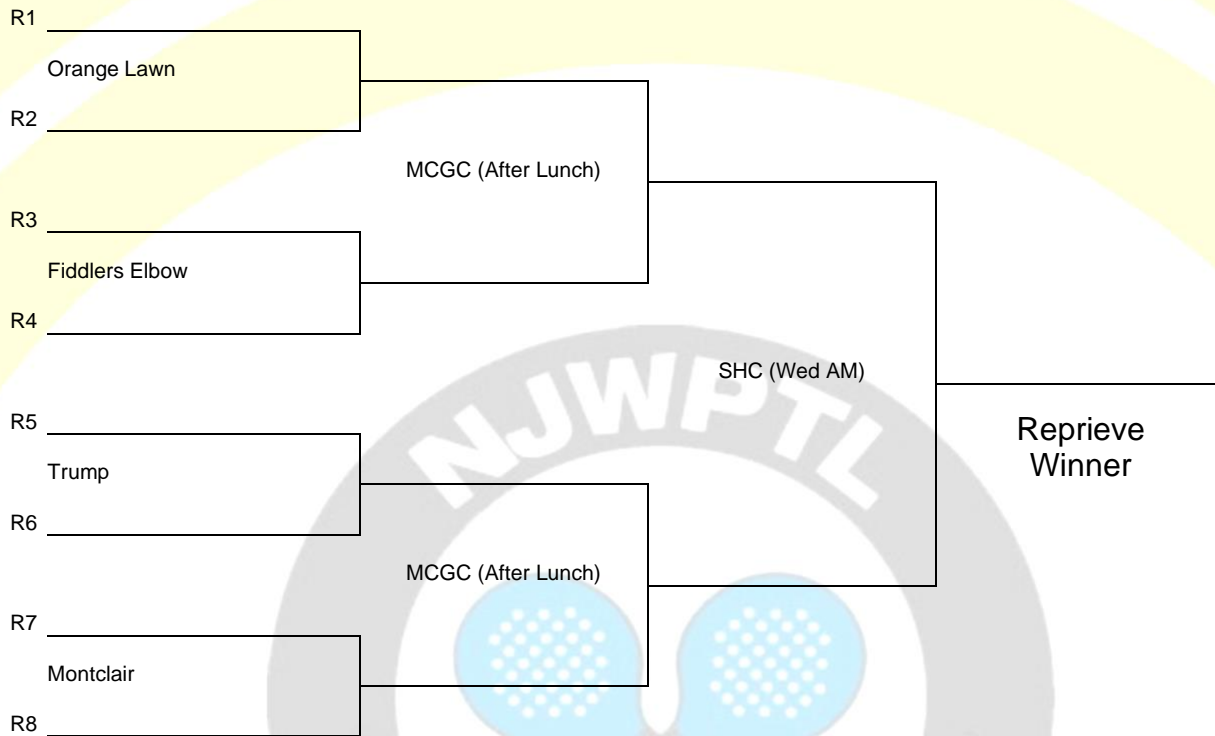 R1
Orange Lawn
R2
MCGC (After Lunch)
R3
Fiddlers Elbow
R4
SHC (Wed AM)
NJWPTL
R5
Reprieve
Winner
Trump
R6
MCGC (After Lunch)
R7
Montclair
R8